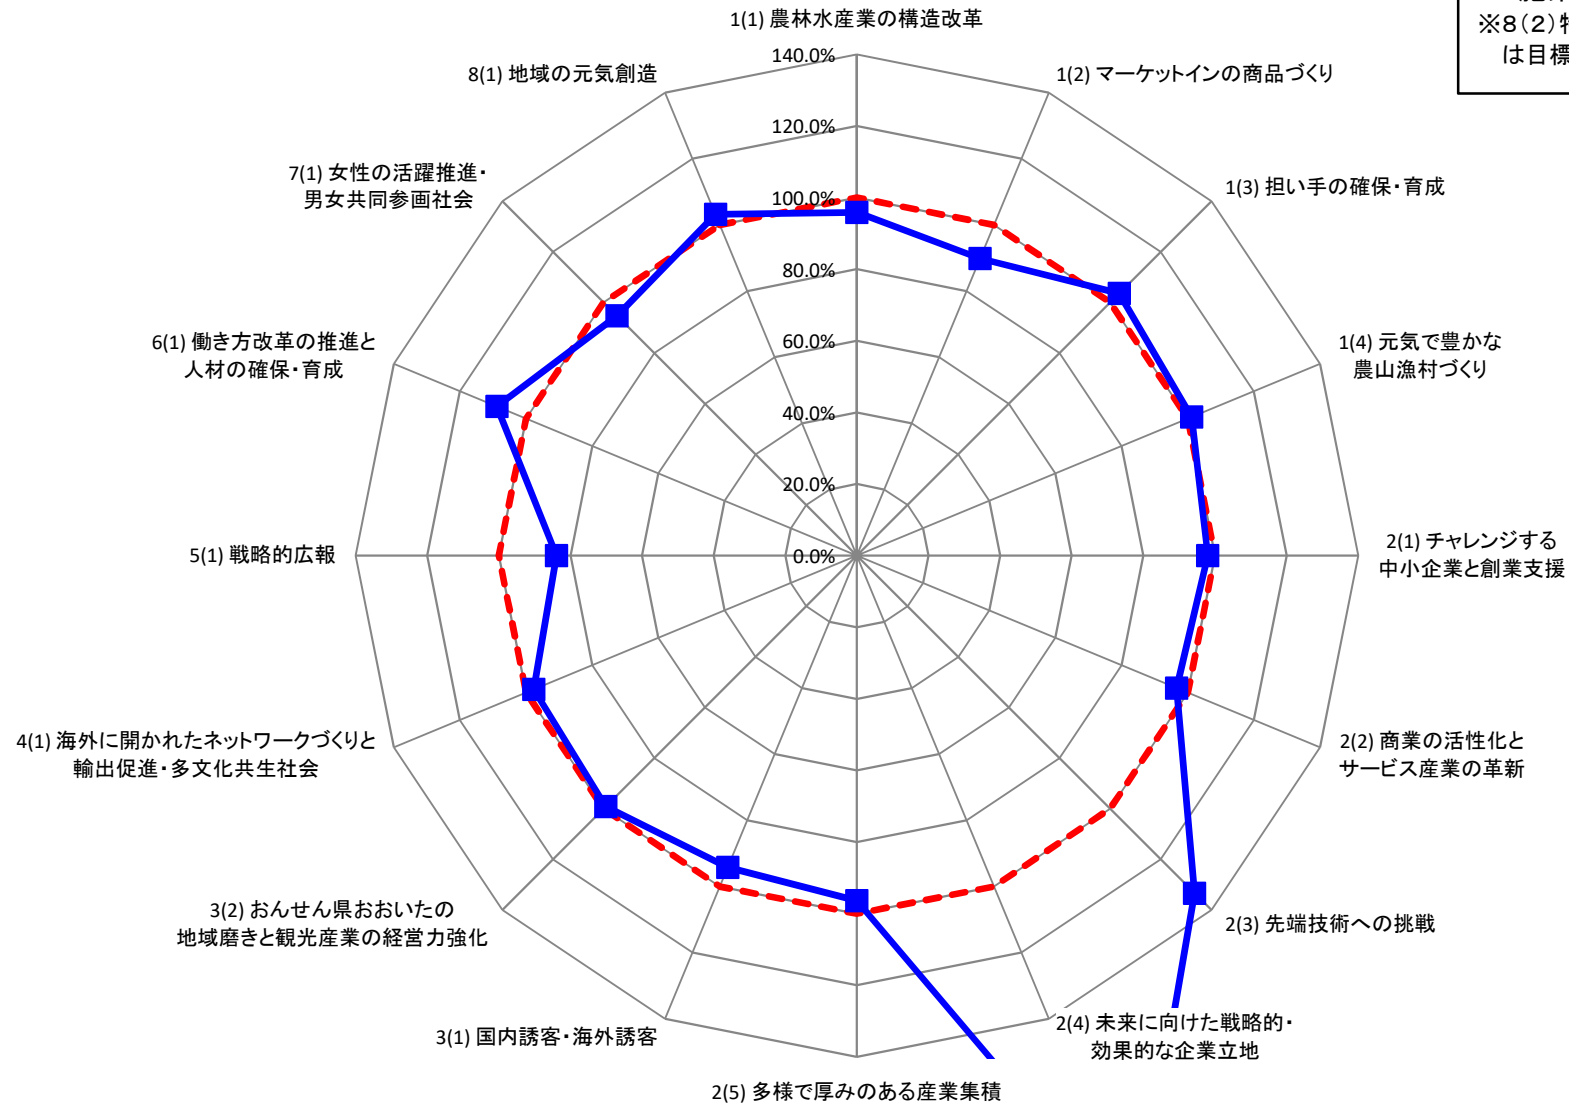 1(1) 農林水産業の構造改革
※8(2)特
は目標
140.0%
8(1) 地域の元気創造
1(2) マーケットインの商品づくり
120.0%
7(1) 女性の活躍推進・
男女共同参画社会
1(3) 担い手の確保・育成
100.0%
80.0%
6(1) 働き方改革の推進と
人材の確保・育成
1(4) 元気で豊かな
農山漁村づくり
60.0%
40.0%
20.0%
5(1) 戦略的広報
0.0%
2(1) チャレンジする
中小企業と創業支援
4(1) 海外に開かれたネットワークづくりと
輸出促進・多文化共生社会
2(2) 商業の活性化と
サービス産業の革新
3(2) おんせん県おおいたの
地域磨きと観光産業の経営力強化
2(3) 先端技術への挑戦
3(1) 国内誘客・海外誘客
2(4) 未来に向けた戦略的・
効果的な企業立地
2(5) 多様で厚みのある産業集積